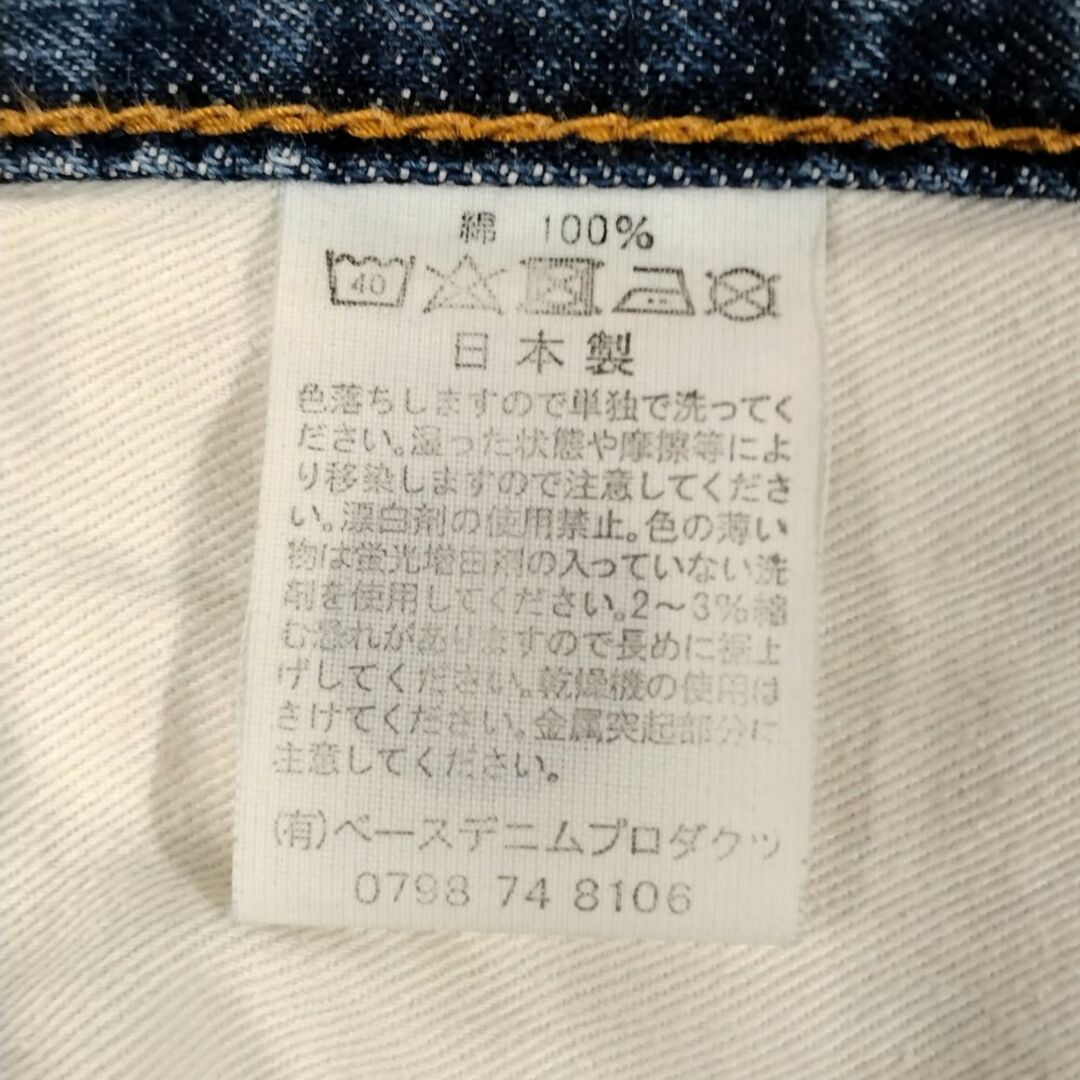 綿 100%
40
日本製
色落ちしますので単独で洗ってく
ださい。湿った状態や摩擦等によ
り移染しますので注意してくださ
い。漂白剤の使用禁止。色の薄い
物は蛍光増白剤の入っていない洗
剤を使用してください。2〜3%縮
む恐れがありますので長めに裾上
げしてください。乾燥機の使用は
さけてください。金属突起部分に
注意してください。
(有)ベースデニムプロダクツ
0798 74 8106